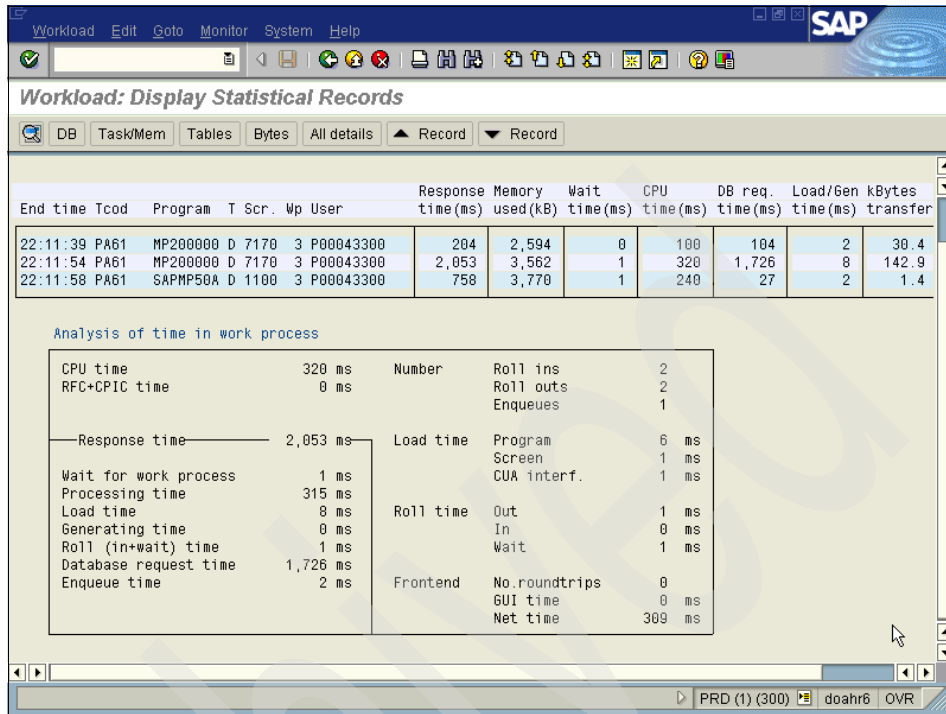 Workload Edit Goto Monitor System Help
SAP
Workload: Display Statistical Records
DB Task/Mem Tables Bytes All details Record Record
Response Memory Wait CPU DB req. Load/Gen kBytes
End time Tcod Program T Scr. Wp User time(ms) used(kB) time(ms) time(ms) time(ms) time(ms) transfer
22:11:39 PA61 MP200000 D 7170 3 P00043300 204 2,594 0 100 104 2 30.4
22:11:54 PA61 MP200000 D 7170 3 P00043300 2,053 3,562 1 320 1,726 8 142.9
22:11:58 PA61 SAPMP50A D 1100 3 P00043300 758 3,770 1 240 27 2 1.4
Analysis of time in work process
CPU time 320 ms Number Roll ins 2
RFC+CPIC time 0 ms Roll outs 2
Enqueues 1
Response time 2,053 ms Load time Program 6 ms
Screen 1 ms
Wait for work process 1 ms CUA interf. 1 ms
Processing time 315 ms
Load time 8 ms Roll time Out 1 ms
Generating time 0 ms In 0 ms
Roll (in+wait) time 1 ms Wait 1 ms
Database request time 1,726 ms
Enqueue time 2 ms Frontend No.roundtrips 0
GUI time 0 ms
Net time 309 ms
PRD (1) (300) doahr6 OVR